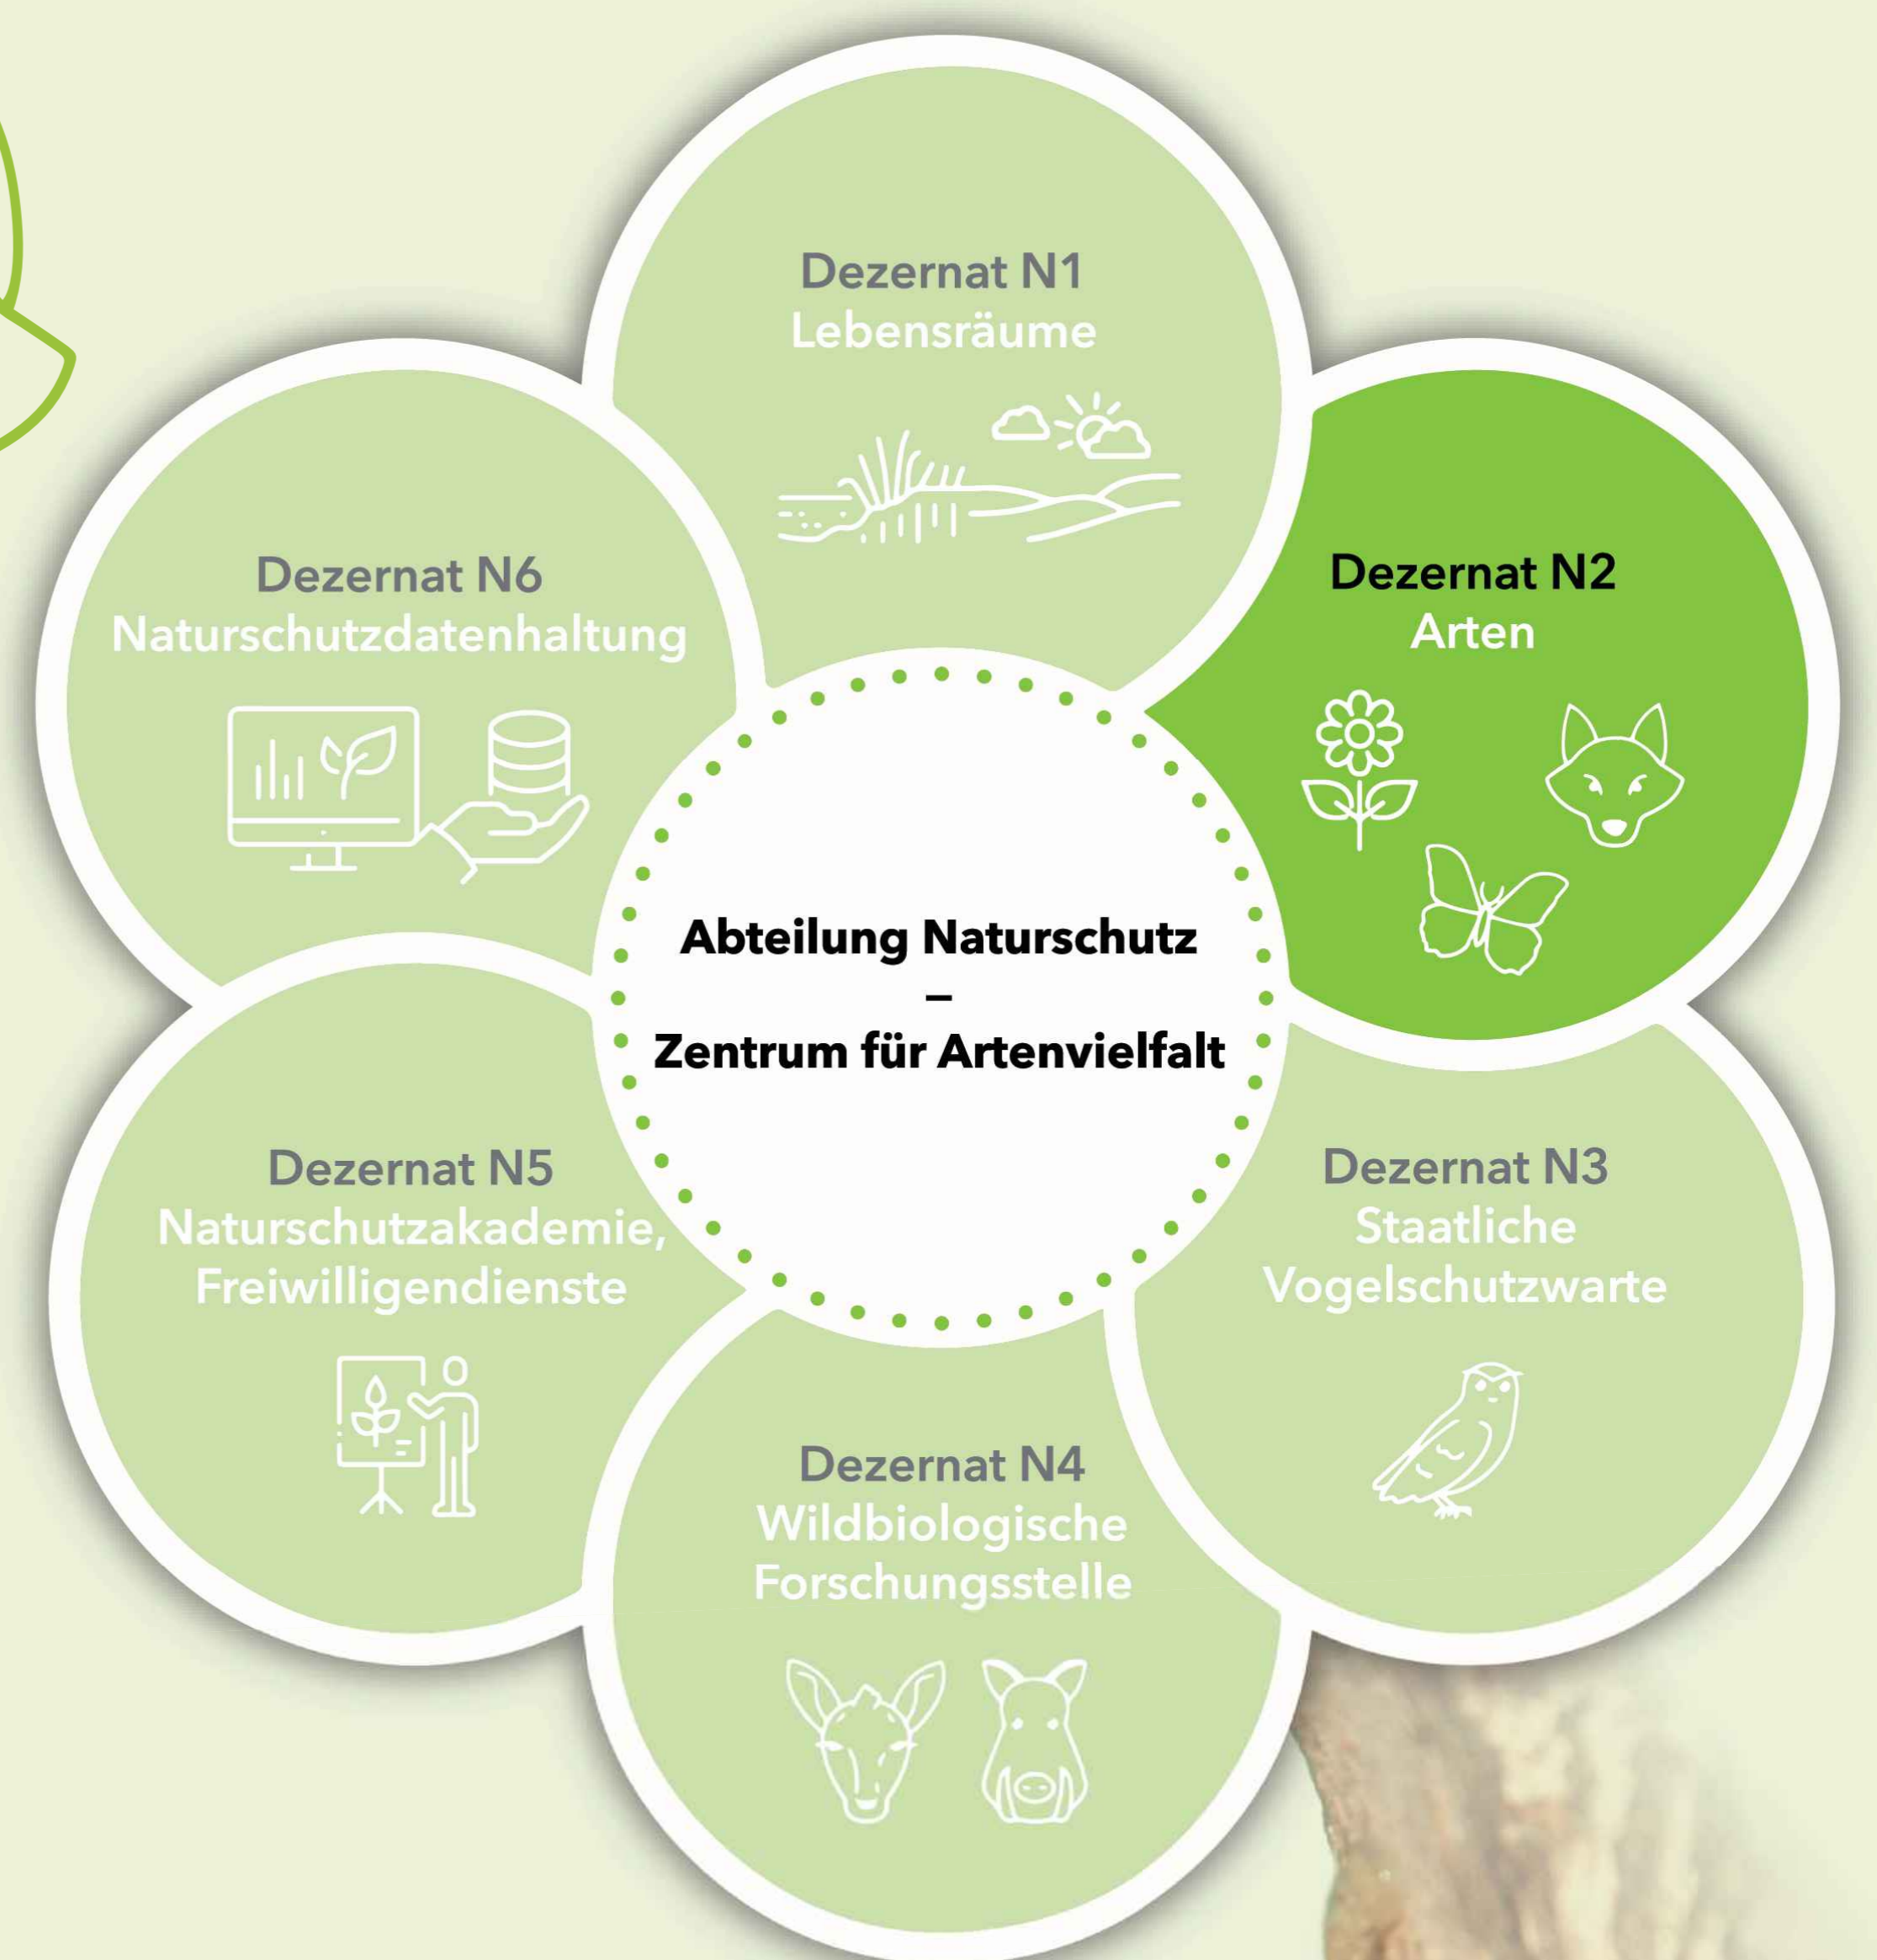 Dezernat N1
Lebensräume
Dezernat N2
Arten
Dezernat N3
Staatliche
Vogelschutzwarte
Dezernat N4
Wildbiologische
Forschungsstelle
Dezernat N5
Naturschutzakademie,
Freiwilligendienste
Dezernat N6
Naturschutzdatenhaltung
Abteilung Naturschutz
–
Zentrum für Artenvielfalt